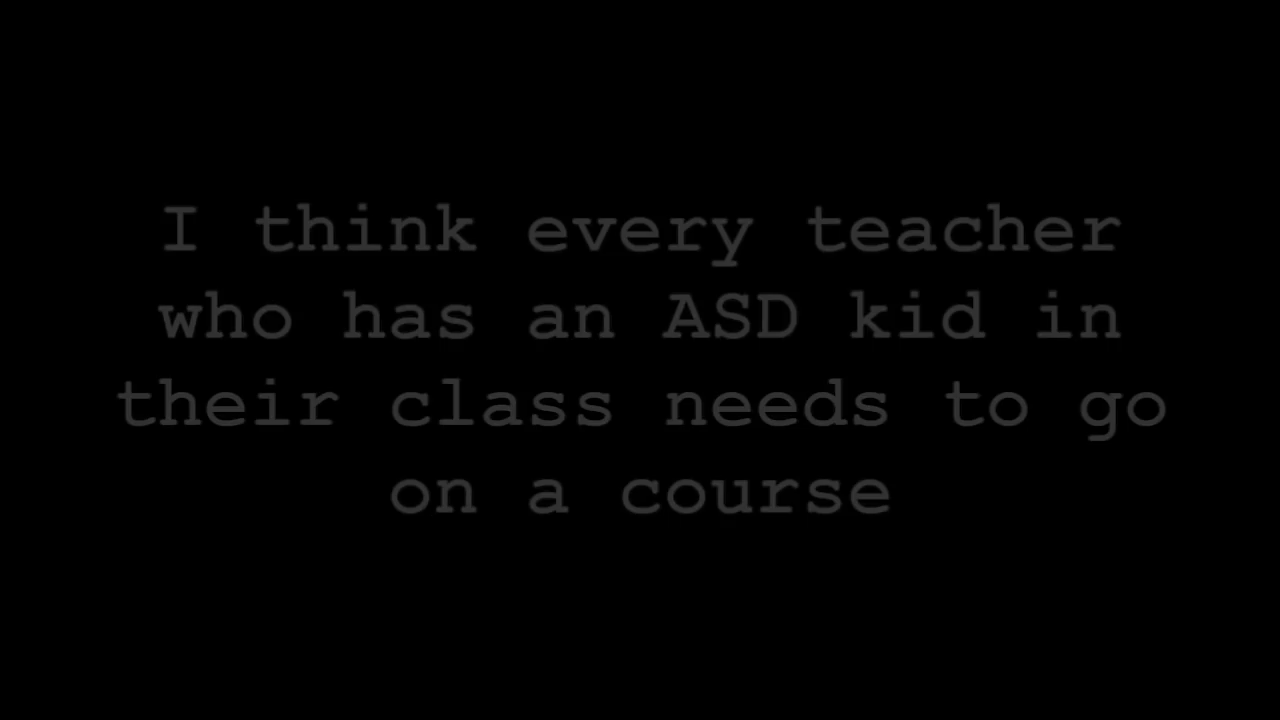 I think every teacher
who has an ASD kid in
their class needs to go
on a course